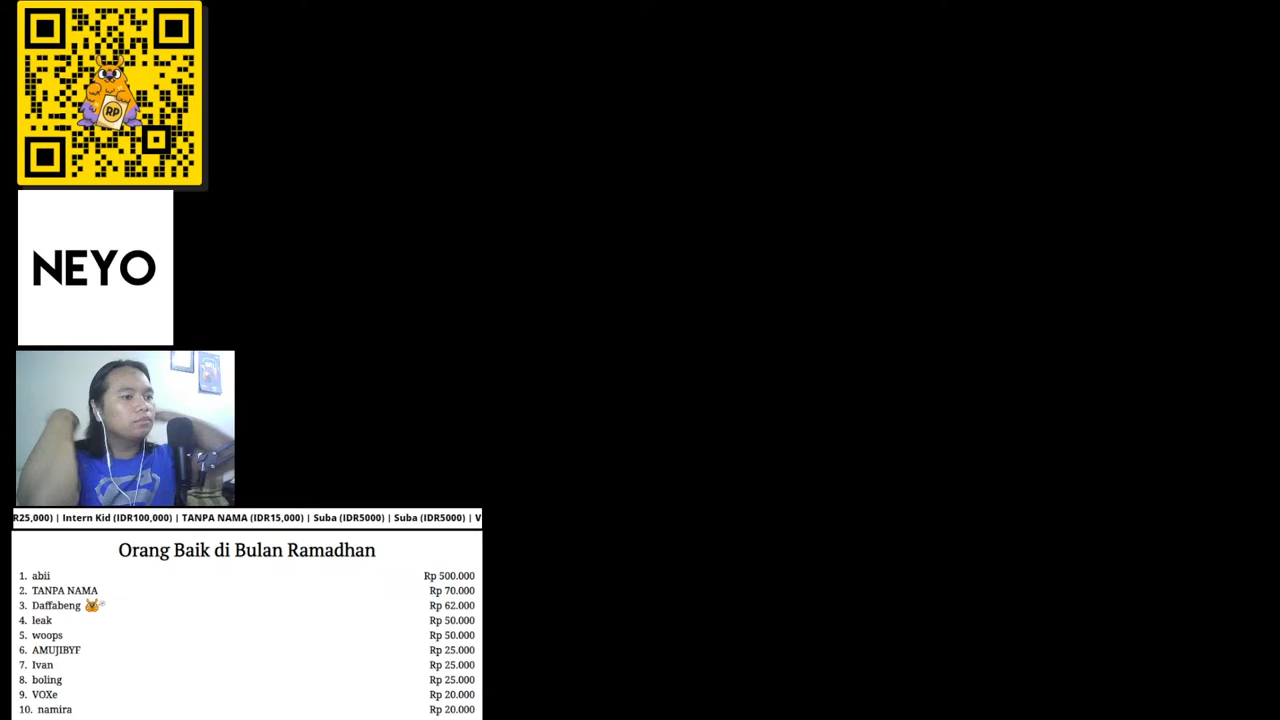 RP
NEYO
R25,000) | Intern Kid (IDR100,000) | TANPA NAMA (IDR15,000) | Suba (IDR5000) | Suba (IDR5000) | V
Orang Baik di Bulan Ramadhan
1. abii Rp 500.000
2. TANPA NAMA Rp 70.000
3. Daffabeng Rp 62.000
4. leak Rp 50.000
5. woops Rp 50.000
6. AMUJIBYF Rp 25.000
7. Ivan Rp 25.000
8. boling Rp 25.000
9. VOXe Rp 20.000
10. namira Rp 20.000